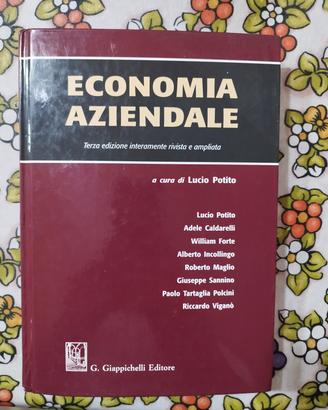 ECONOMIA
AZIENDALE
Terza edizione interamente rivista e ampliata
a cura di Lucio Potito
Lucio Potito
Adele Caldarelli
William Forte
Alberto Incollingo
Roberto Maglio
Giuseppe Sannino
Paolo Tartaglia Polcini
Riccardo Viganò
G. Giappichelli Editore